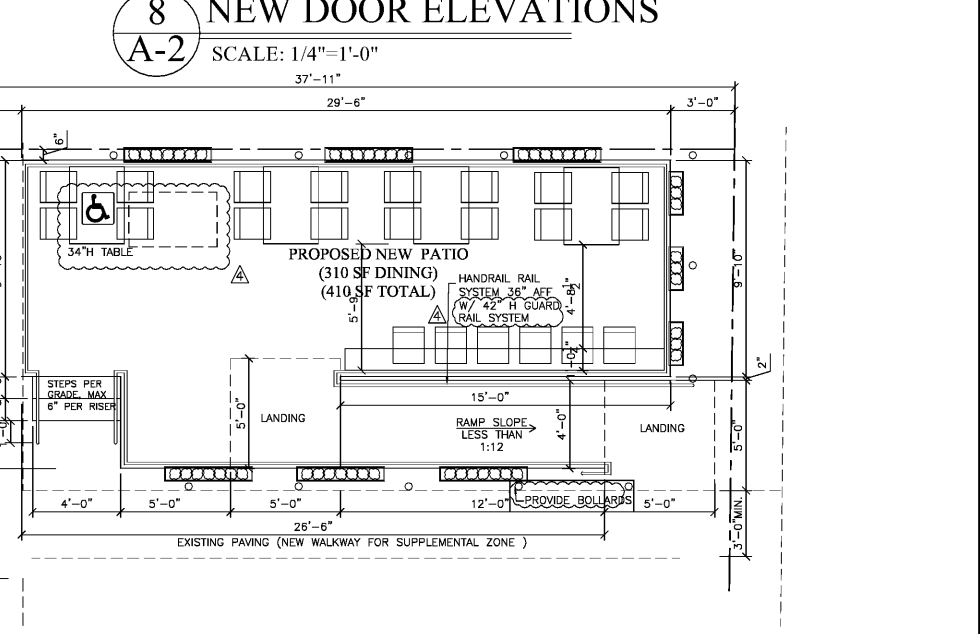 8
NEW DOOR ELEVATIONS
A-2
SCALE: 1/4"=1'-0"
37'-11"
29'-6"
3'-0"
6"
34"H TABLE
4
PROPOSED NEW PATIO
(310 SF DINING)
(410 SF TOTAL)
5'-9
HANDRAIL RAIL
SYSTEM 36" AFF
W/ 42" H GUARD
RAIL SYSTEM
4
4'-8 1/2"
9'-10"
2"
STEPS PER
GRADE, MAX
6" PER RISER
5'-0"
LANDING
15'-0"
RAMP SLOPE
LESS THAN
1:12
4'-0"
LANDING
5'-0"
4'-0"
5'-0"
5'-0"
12'-0"
PROVIDE BOLLARDS
5'-0"
3'-0"MIN.
26'-6"
EXISTING PAVING (NEW WALKWAY FOR SUPPLEMENTAL ZONE )